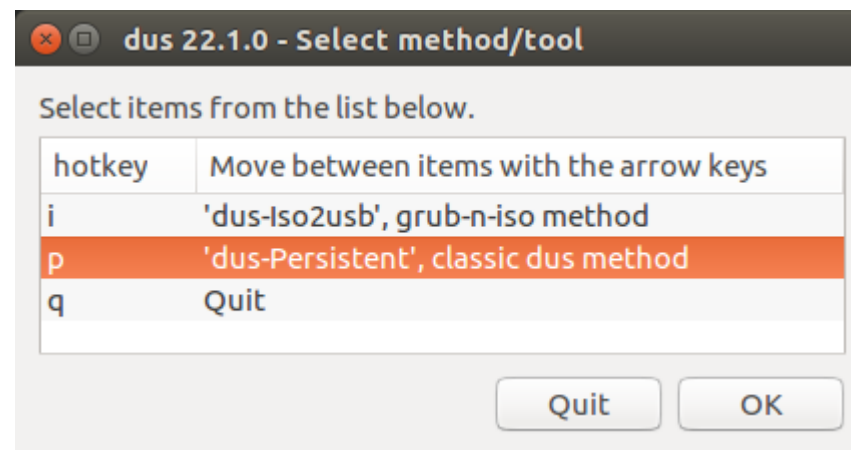 dus 22.1.0 - Select method/tool
Select items from the list below.
hotkey Move between items with the arrow keys
i 'dus-Iso2usb', grub-n-iso method
p 'dus-Persistent', classic dus method
q Quit
Quit OK